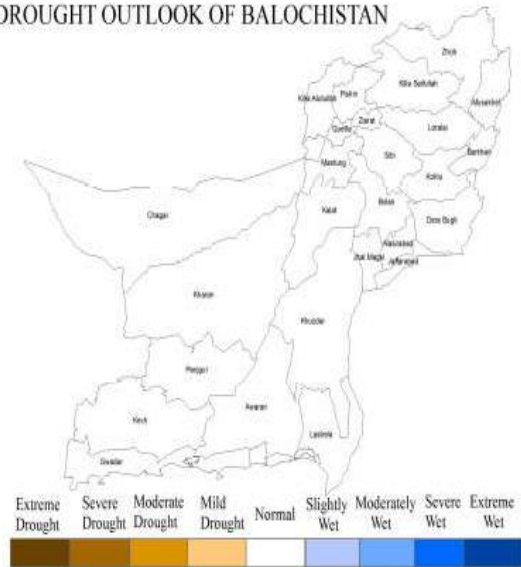 DROUGHT OUTLOOK OF BALOCHISTAN
Zhob
Killa Saifullah
Killa Abdullah
Pishin
Musakhel
Quetta
Ziarat
Loralai
Barkhan
Mastung
Sibi
Kohlu
Chagai
Kalat
Bolan
Dera Bugti
Nasirabad
Jhal Magsi
Jaffarabad
Kharan
Khuzdar
Panjgur
Awaran
Kech
Lasbela
Gwadar
Extreme Drought
Severe Drought
Moderate Drought
Mild Drought
Normal
Slightly Wet
Moderately Wet
Severe Wet
Extreme Wet